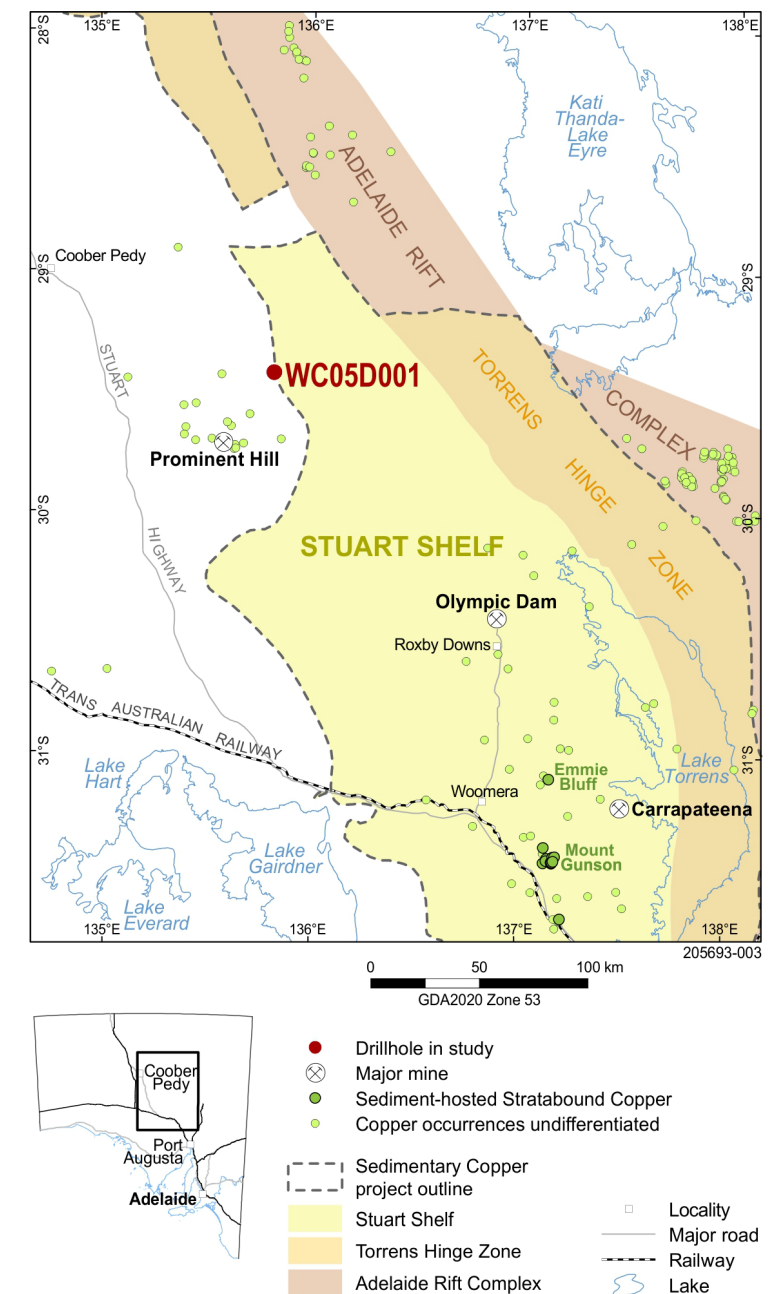 135°E
136°E
137°E
138°E
28°S
Kati
Thanda-
Lake
Eyre
ADELAIDE RIFT
Coober Pedy
29°S
29°S
STUART
WC05D001
TORRENS
COMPLEX
Prominent Hill
HINGE
30°S
30°S
STUART SHELF
HIGHWAY
ZONE
Olympic Dam
Roxby Downs
TRANS AUSTRALIAN RAILWAY
31°S
31°S
Lake
Hart
Emmie
Bluff
Lake
Torrens
Woomera
Carrapateena
Lake
Gairdner
Mount
Gunson
Lake
Everard
135°E
136°E
137°E
138°E
205693-003
0
50
100 km
GDA2020 Zone 53
Coober
Pedy
Port
Augusta
Adelaide
Drillhole in study
Major mine
Sediment-hosted Stratabound Copper
Copper occurrences undifferentiated
Sedimentary Copper
project outline
Stuart Shelf
Torrens Hinge Zone
Adelaide Rift Complex
Locality
Major road
Railway
Lake